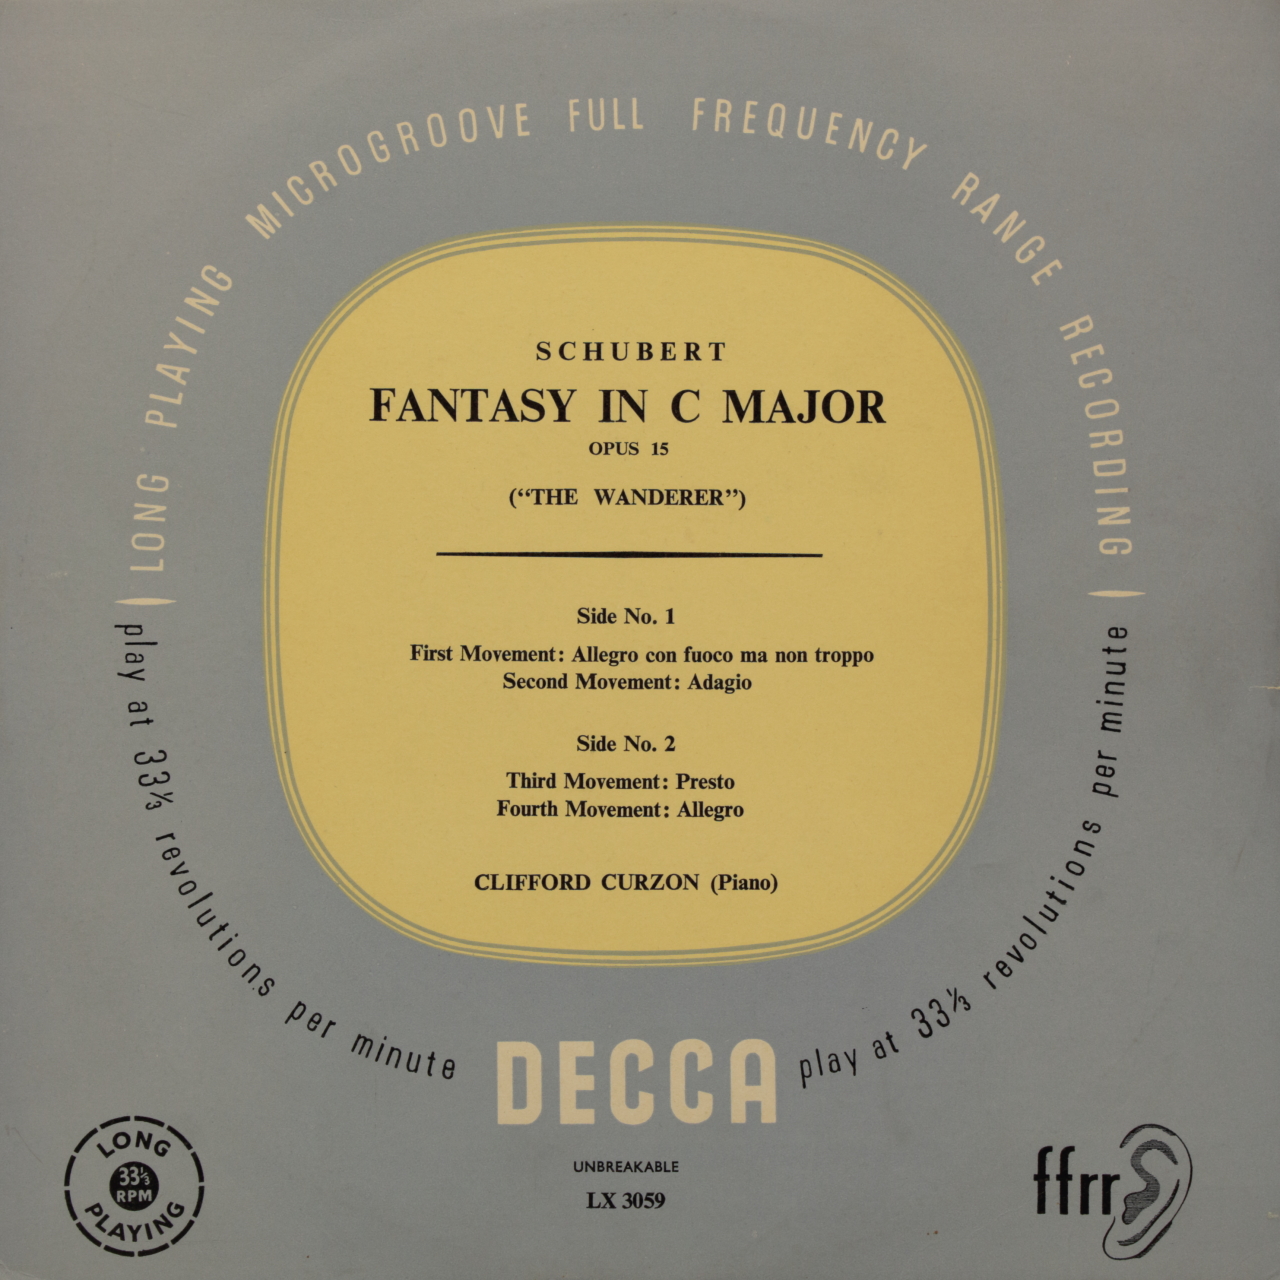 LONG PLAYING MICROGROOVE FULL FREQUENCY RANGE RECORDING
SCHUBERT
FANTASY IN C MAJOR
OPUS 15
(“THE WANDERER”)
Side No. 1
First Movement: Allegro con fuoco ma non troppo
Second Movement: Adagio
Side No. 2
Third Movement: Presto
Fourth Movement: Allegro
CLIFFORD CURZON (Piano)
play at 33⅓ revolutions per minute
DECCA
play at 33⅓ revolutions per minute
UNBREAKABLE
LX 3059
LONG
33⅓
RPM
PLAYING
ffrr